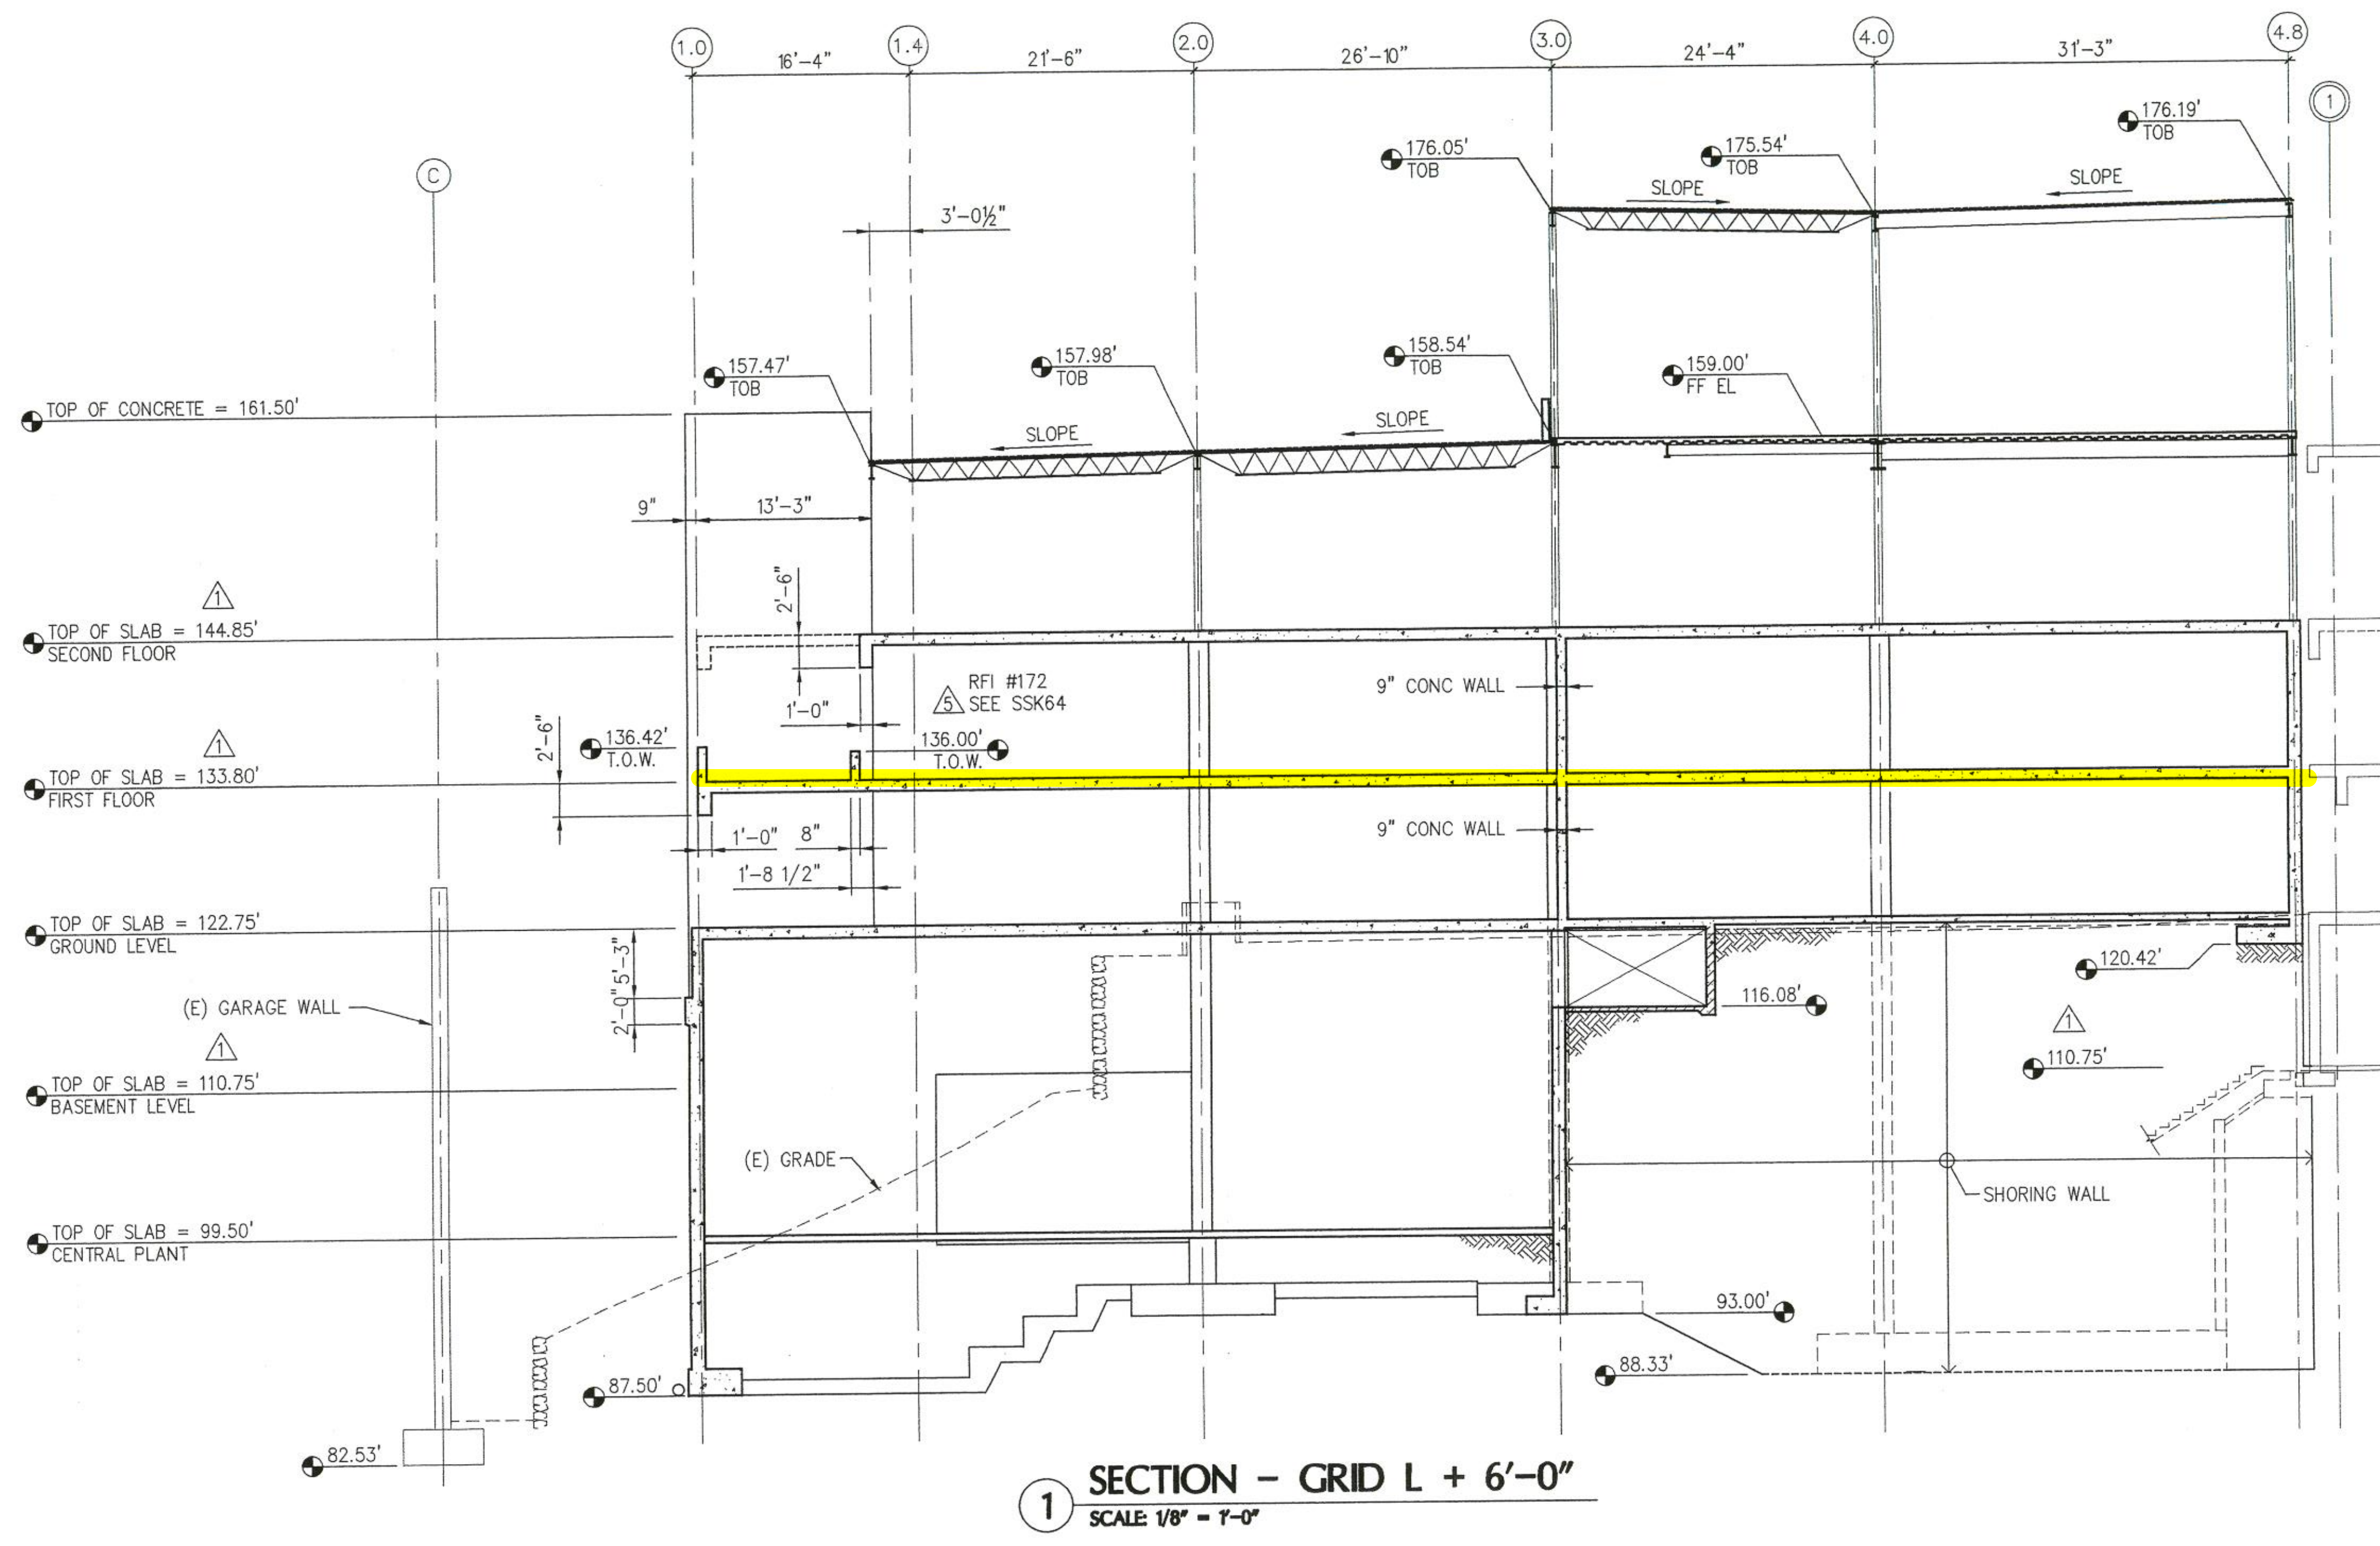 1.0
1.4
2.0
3.0
4.0
4.8
16'-4"
21'-6"
26'-10"
24'-4"
31'-3"
1
C
176.19'
TOB
176.05'
TOB
175.54'
TOB
SLOPE
SLOPE
3'-0½"
157.47'
TOB
157.98'
TOB
158.54'
TOB
159.00'
FF EL
TOP OF CONCRETE = 161.50'
SLOPE
SLOPE
9"
13'-3"
2'-6"
1
TOP OF SLAB = 144.85'
SECOND FLOOR
RFI #172
5 SEE SSK64
9" CONC WALL
1'-0"
2'-6"
136.42'
T.O.W.
136.00'
T.O.W.
1
TOP OF SLAB = 133.80'
FIRST FLOOR
1'-0"
8"
9" CONC WALL
1'-8 1/2"
TOP OF SLAB = 122.75'
GROUND LEVEL
5'-3"
2'-0"
120.42'
116.08'
(E) GARAGE WALL
1
1
110.75'
TOP OF SLAB = 110.75'
BASEMENT LEVEL
(E) GRADE
SHORING WALL
TOP OF SLAB = 99.50'
CENTRAL PLANT
93.00'
88.33'
87.50'
82.53'
1
SECTION - GRID L + 6'-0"
SCALE: 1/8" = 1'-0"